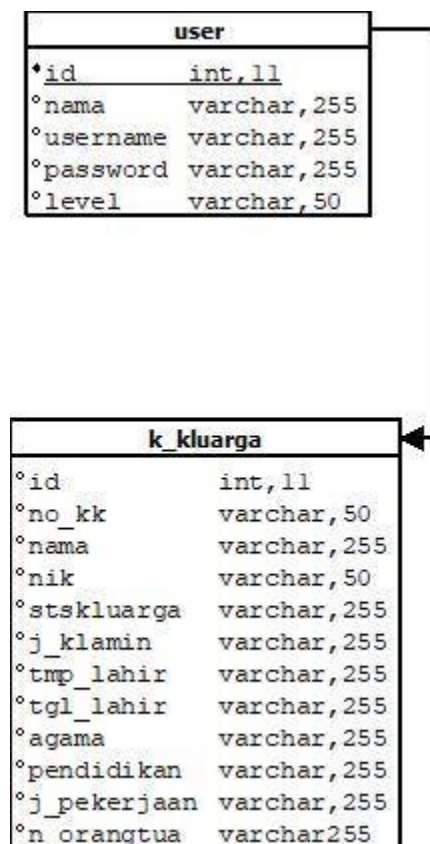 user
id int,11
nama varchar,255
username varchar,255
password varchar,255
level varchar,50
k_kluarga
id int,11
no_kk varchar,50
nama varchar,255
nik varchar,50
stskluarga varchar,255
j_klamin varchar,255
tmp_lahir varchar,255
tgl_lahir varchar,255
agama varchar,255
pendidikan varchar,255
j_pekerjaan varchar,255
n_orangtua varchar255